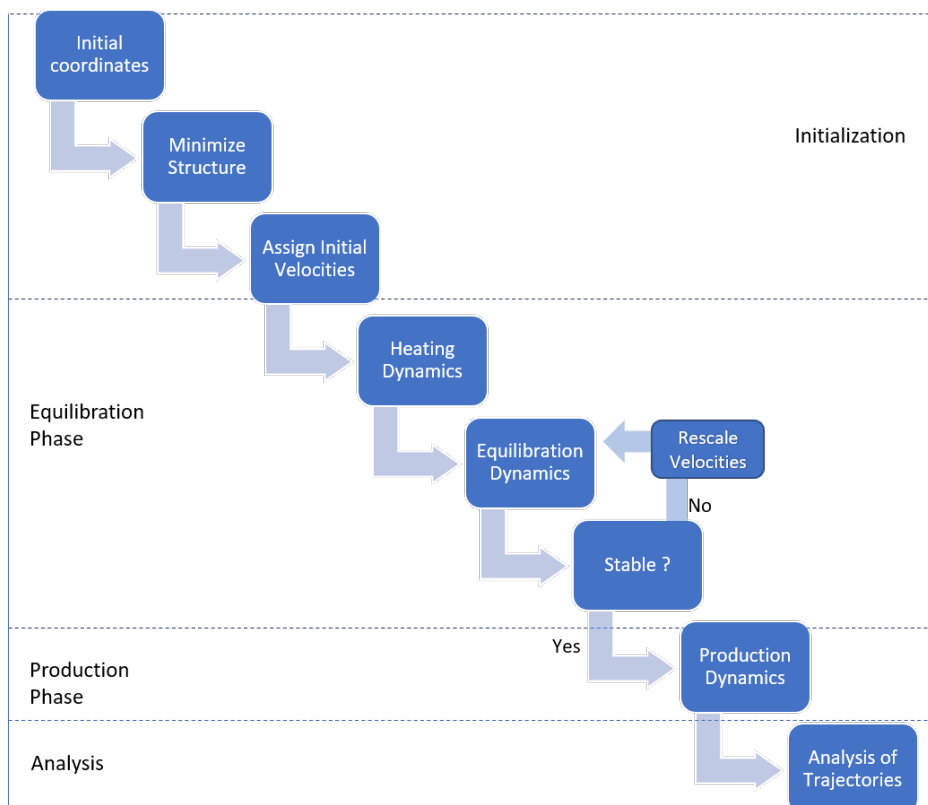 Initial
coordinates
Minimize
Structure
Initialization
Assign Initial
Velocities
Heating
Dynamics
Equilibration
Phase
Equilibration
Dynamics
Rescale
Velocities
No
Stable ?
Yes
Production
Dynamics
Production
Phase
Analysis
Analysis of
Trajectories